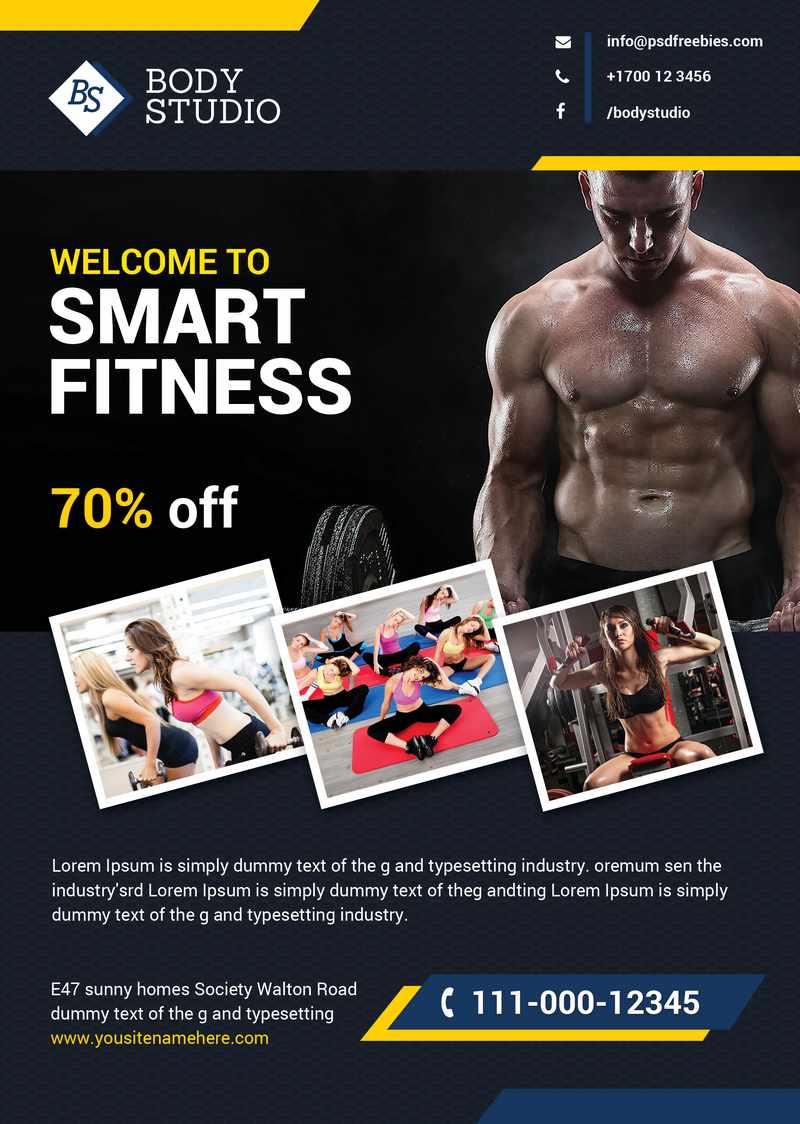 BS
BODY
STUDIO
info@psdfreebies.com
+1700 12 3456
/bodystudio
WELCOME TO
SMART
FITNESS
70% off
Lorem Ipsum is simply dummy text of the g and typesetting industry. oremum sen the
industry'srd Lorem Ipsum is simply dummy text of theg andting Lorem Ipsum is simply
dummy text of the g and typesetting industry.
E47 sunny homes Society Walton Road
dummy text of the g and typesetting
www.yousitenamehere.com
111-000-12345